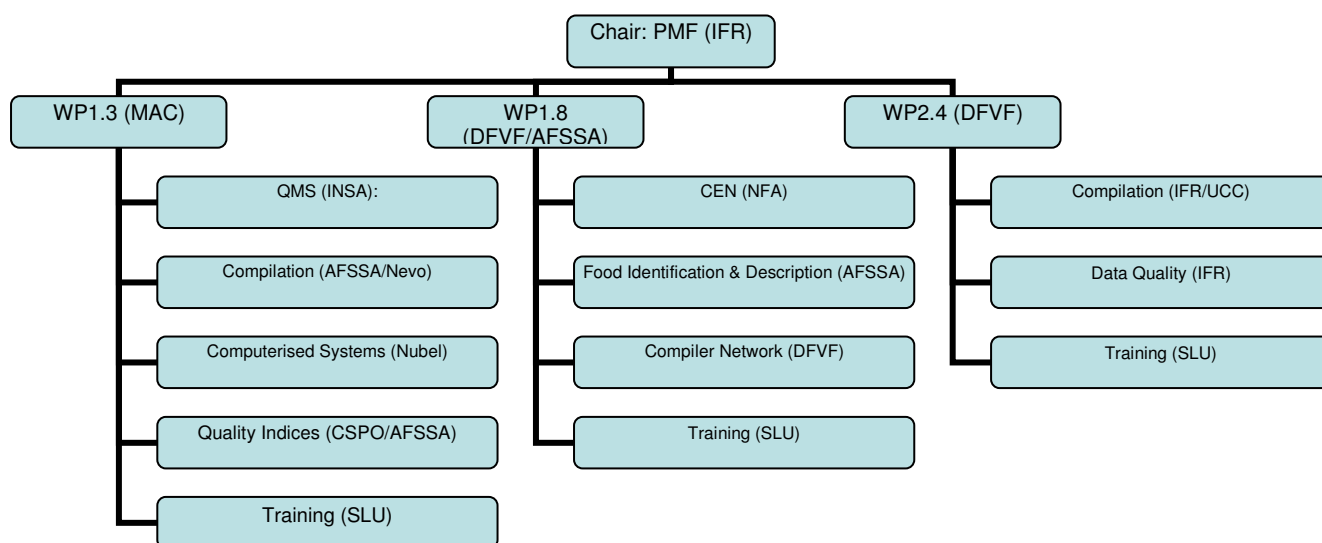 Chair: PMF (IFR)
WP1.3 (MAC)
WP1.8
(DFVF/AFSSA)
WP2.4 (DFVF)
QMS (INSA):
Compilation (AFSSA/Nevo)
Computerised Systems (Nubel)
Quality Indices (CSPO/AFSSA)
Training (SLU)
CEN (NFA)
Food Identification & Description (AFSSA)
Compiler Network (DFVF)
Training (SLU)
Compilation (IFR/UCC)
Data Quality (IFR)
Training (SLU)